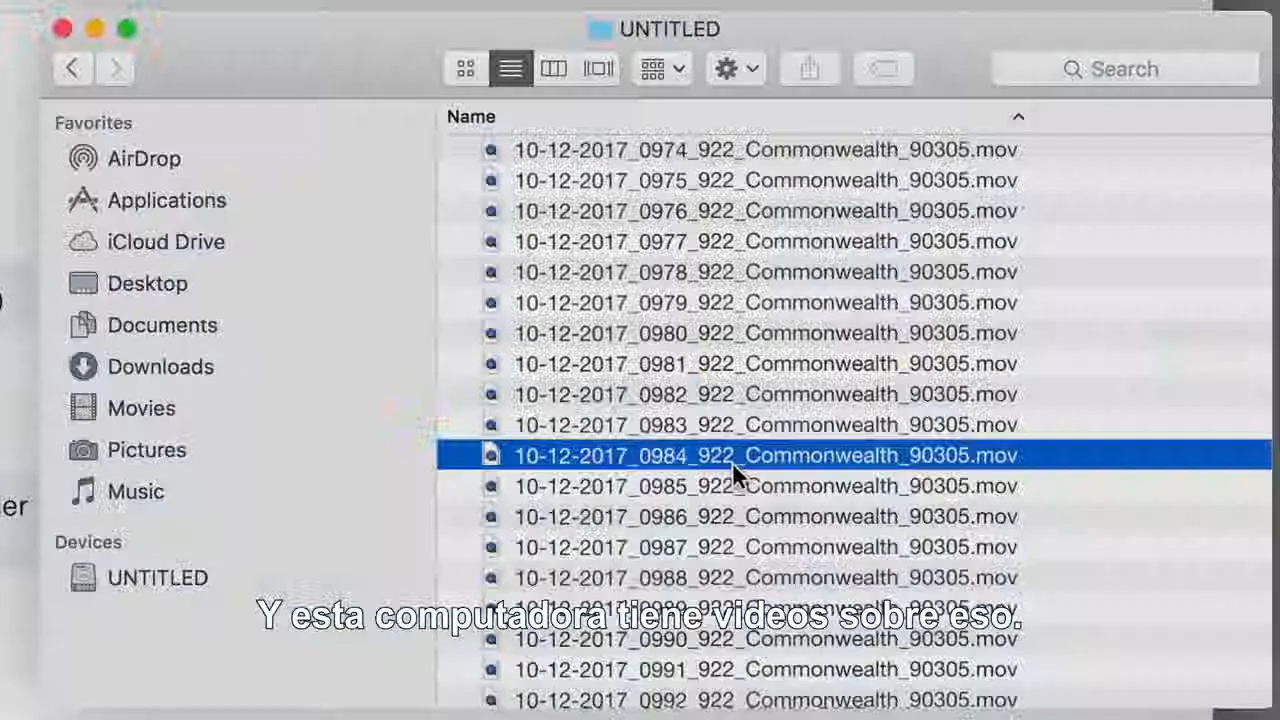 UNTITLED
Search
Favorites
AirDrop
Applications
iCloud Drive
Desktop
Documents
Downloads
Movies
Pictures
Music
Devices
UNTITLED
Name
10-12-2017_0974_922_Commonwealth_90305.mov
10-12-2017_0975_922_Commonwealth_90305.mov
10-12-2017_0976_922_Commonwealth_90305.mov
10-12-2017_0977_922_Commonwealth_90305.mov
10-12-2017_0978_922_Commonwealth_90305.mov
10-12-2017_0979_922_Commonwealth_90305.mov
10-12-2017_0980_922_Commonwealth_90305.mov
10-12-2017_0981_922_Commonwealth_90305.mov
10-12-2017_0982_922_Commonwealth_90305.mov
10-12-2017_0983_922_Commonwealth_90305.mov
10-12-2017_0984_922_Commonwealth_90305.mov
10-12-2017_0985_922_Commonwealth_90305.mov
10-12-2017_0986_922_Commonwealth_90305.mov
10-12-2017_0987_922_Commonwealth_90305.mov
10-12-2017_0988_922_Commonwealth_90305.mov
10-12-2017_0990_922_Commonwealth_90305.mov
10-12-2017_0991_922_Commonwealth_90305.mov
10-12-2017_0992_922_Commonwealth_90305.mov
der
Y esta computadora tiene videos sobre eso.